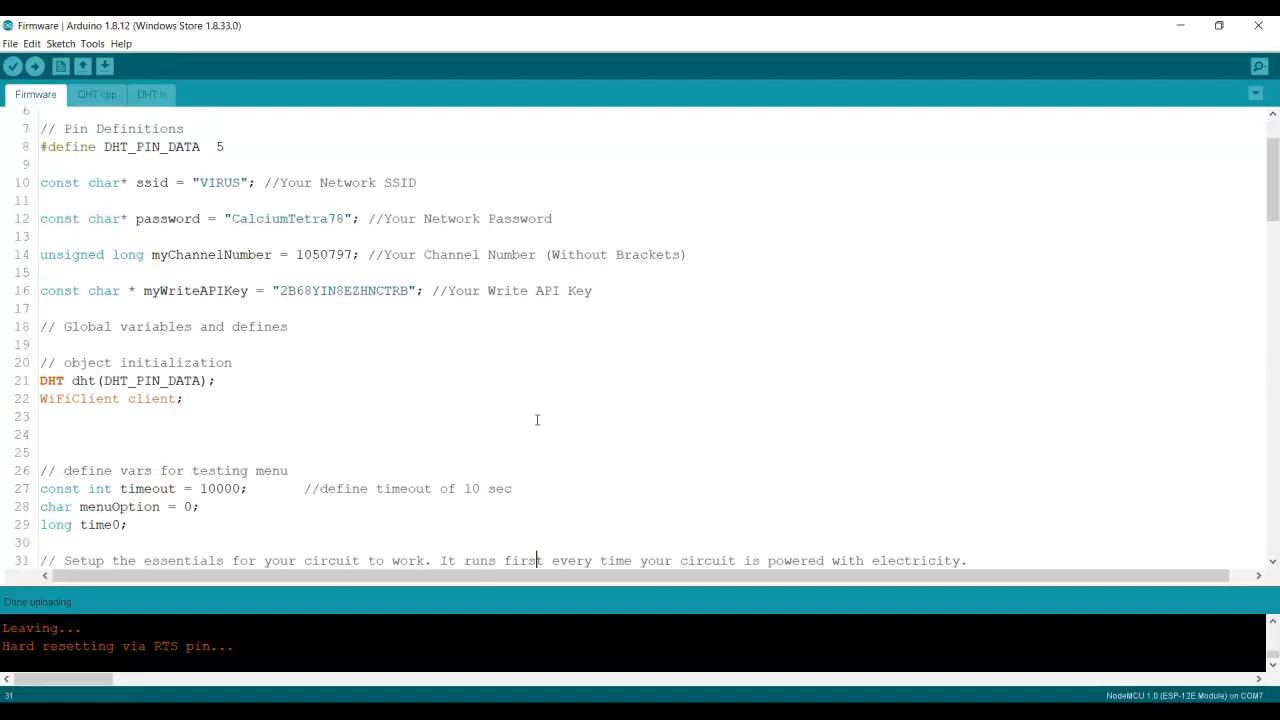 Firmware | Arduino 1.8.12 (Windows Store 1.8.33.0)
File Edit Sketch Tools Help
Firmware DHT.cpp DHT.h
6
7 // Pin Definitions
8 #define DHT_PIN_DATA  5
9
10 const char* ssid = "VIRUS"; //Your Network SSID
11
12 const char* password = "CalciumTetra78"; //Your Network Password
13
14 unsigned long myChannelNumber = 1050797; //Your Channel Number (Without Brackets)
15
16 const char * myWriteAPIKey = "2B68YIN8EZHNCTRB"; //Your Write API Key
17
18 // Global variables and defines
19
20 // object initialization
21 DHT dht(DHT_PIN_DATA);
22 WiFiClient client;
23
24
25
26 // define vars for testing menu
27 const int timeout = 10000;       //define timeout of 10 sec
28 char menuOption = 0;
29 long time0;
30
31 // Setup the essentials for your circuit to work. It runs first every time your circuit is powered with electricity.
Done uploading.
Leaving...
Hard resetting via RTS pin...
31 NodeMCU 1.0 (ESP-12E Module) on COM7